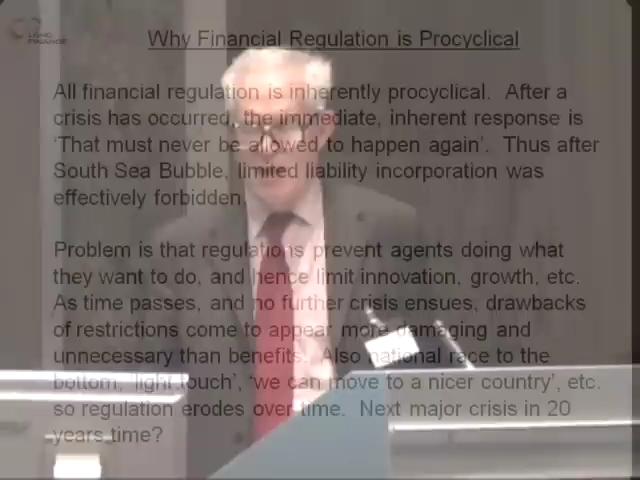 LONG
FINANCE
Why Financial Regulation is Procyclical
All financial regulation is inherently procyclical. After a
crisis has occurred, the immediate, inherent response is
'That must never be allowed to happen again'. Thus after
South Sea Bubble, limited liability incorporation was
effectively forbidden.
Problem is that regulations prevent agents doing what
they want to do, and hence limit innovation, growth, etc.
As time passes, and no further crisis ensues, drawbacks
of restrictions come to appear more damaging and
unnecessary than benefits. Also national race to the
bottom, 'light touch', 'we can move to a nicer country', etc.
so regulation erodes over time. Next major crisis in 20
years time?